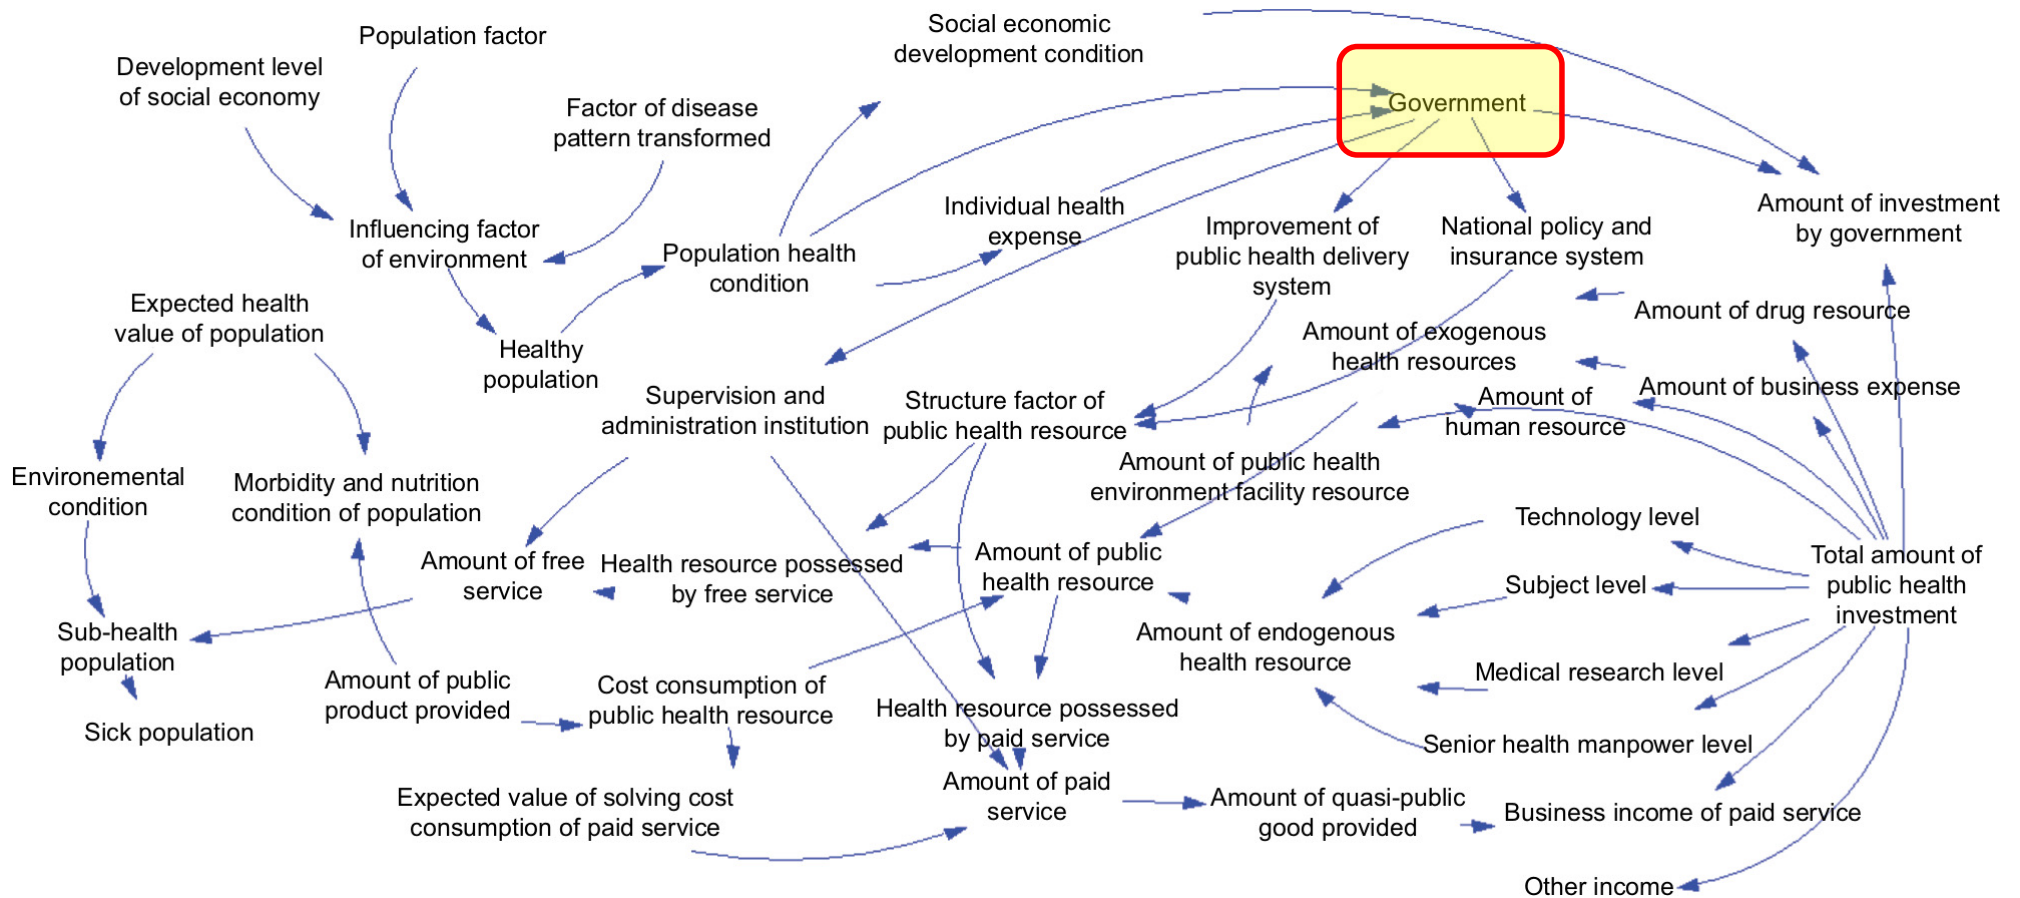 Population factor
Social economic
development condition
Development level
of social economy
Factor of disease
pattern transformed
Government
Influencing factor
of environment
Population health
condition
Individual health
expense
Improvement of
public health delivery
system
National policy and
insurance system
Amount of investment
by government
Expected health
value of population
Healthy
population
Amount of exogenous
health resources
Amount of drug resource
Supervision and
administration institution
Structure factor of
public health resource
Amount of
human resource
Amount of business expense
Environemental
condition
Morbidity and nutrition
condition of population
Amount of public health
environment facility resource
Technology level
Amount of free
service
Health resource possessed
by free service
Amount of public
health resource
Subject level
Total amount of
public health
investment
Sub-health
population
Amount of endogenous
health resource
Medical research level
Amount of public
product provided
Cost consumption of
public health resource
Health resource possessed
by paid service
Senior health manpower level
Sick population
Expected value of solving cost
consumption of paid service
Amount of paid
service
Amount of quasi-public
good provided
Business income of paid service
Other income